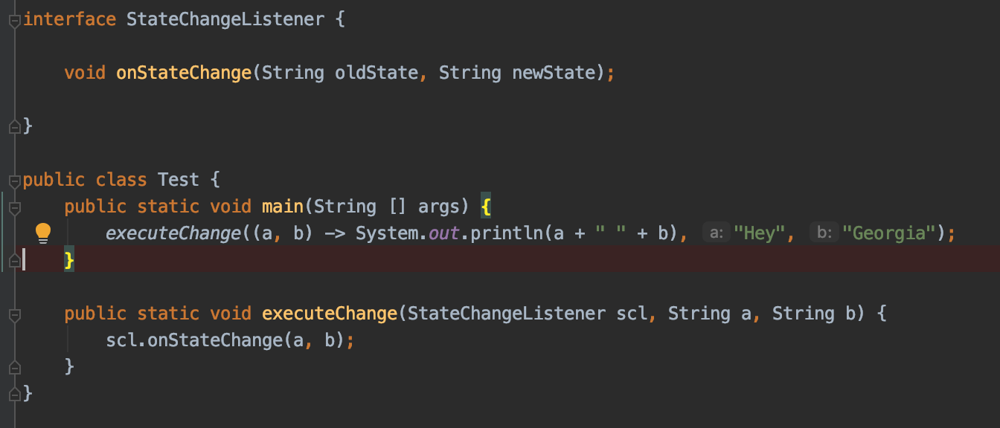 interface StateChangeListener {
void onStateChange(String oldState, String newState);
}
public class Test {
public static void main(String [] args) {
executeChange((a, b) -> System.out.println(a + " " + b), a: "Hey", b: "Georgia");
}
public static void executeChange(StateChangeListener scl, String a, String b) {
scl.onStateChange(a, b);
}
}